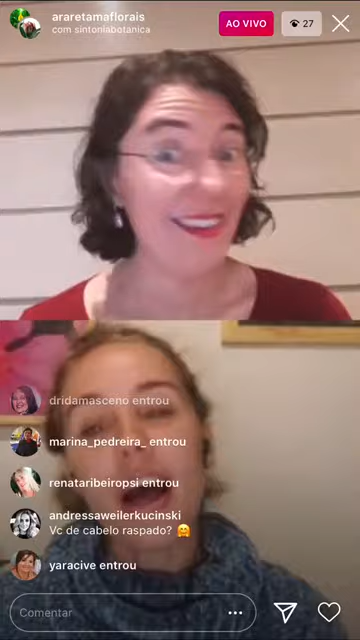 araretamaflorais
com sintoniabotanica
AO VIVO
27
dridamasceno entrou
marina_pedreira_ entrou
renataribeiropsi entrou
andressaweilerkucinski
Vc de cabelo raspado? 🤗
yaracive entrou
Comentar